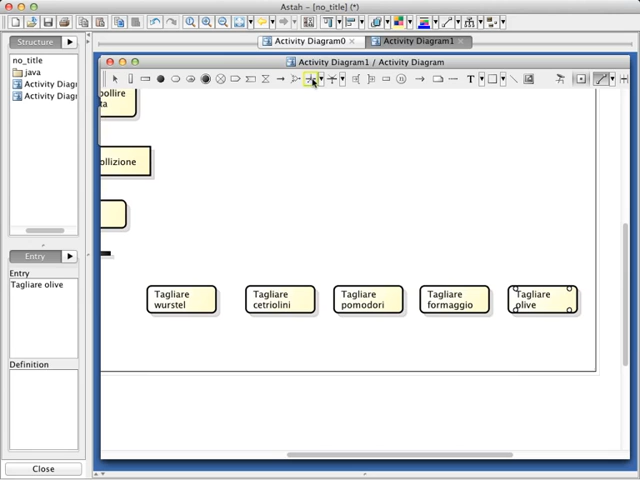 Astah - [no_title] (*)
Structure
Activity Diagram0
Activity Diagram1
no_title
java
Activity Diagr
Activity Diagr
Activity Diagram1 / Activity Diagram
T
n
ollire
ta
ollizione
Entry
Entry
Tagliare olive
Definition
Close
Tagliare
wurstel
Tagliare
cetriolini
Tagliare
pomodori
Tagliare
formaggio
Tagliare
olive